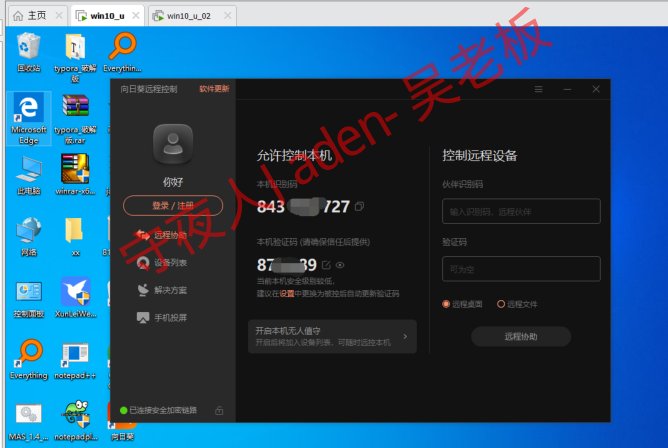 主页
win10_u
win10_u_02
回收站
typora_破解版
Everything...
Microsoft Edge
typora_破解版.rar
此电脑
winrar-x6...
网络
xx
控制面板
XunLeiWe...
Everything
notepad++
MAS_1.4_...
notepadpl...
向日葵
向日葵远程控制
软件更新
你好
登录 / 注册
远程协助
设备列表
解决方案
手机投屏
已连接安全加密链路
允许控制本机
本机识别码
843 727
本机验证码 (请确保信任后提供)
87 39
当前本机安全级别较低,
建议在设置中更换为被控后自动更新验证码
开启本机无人值守
开启后将加入设备列表，可随时远控本机
控制远程设备
伙伴识别码
输入识别码、远程伙伴
验证码
可为空
远程桌面
远程文件
远程协助
守夜人Laden-吴老板